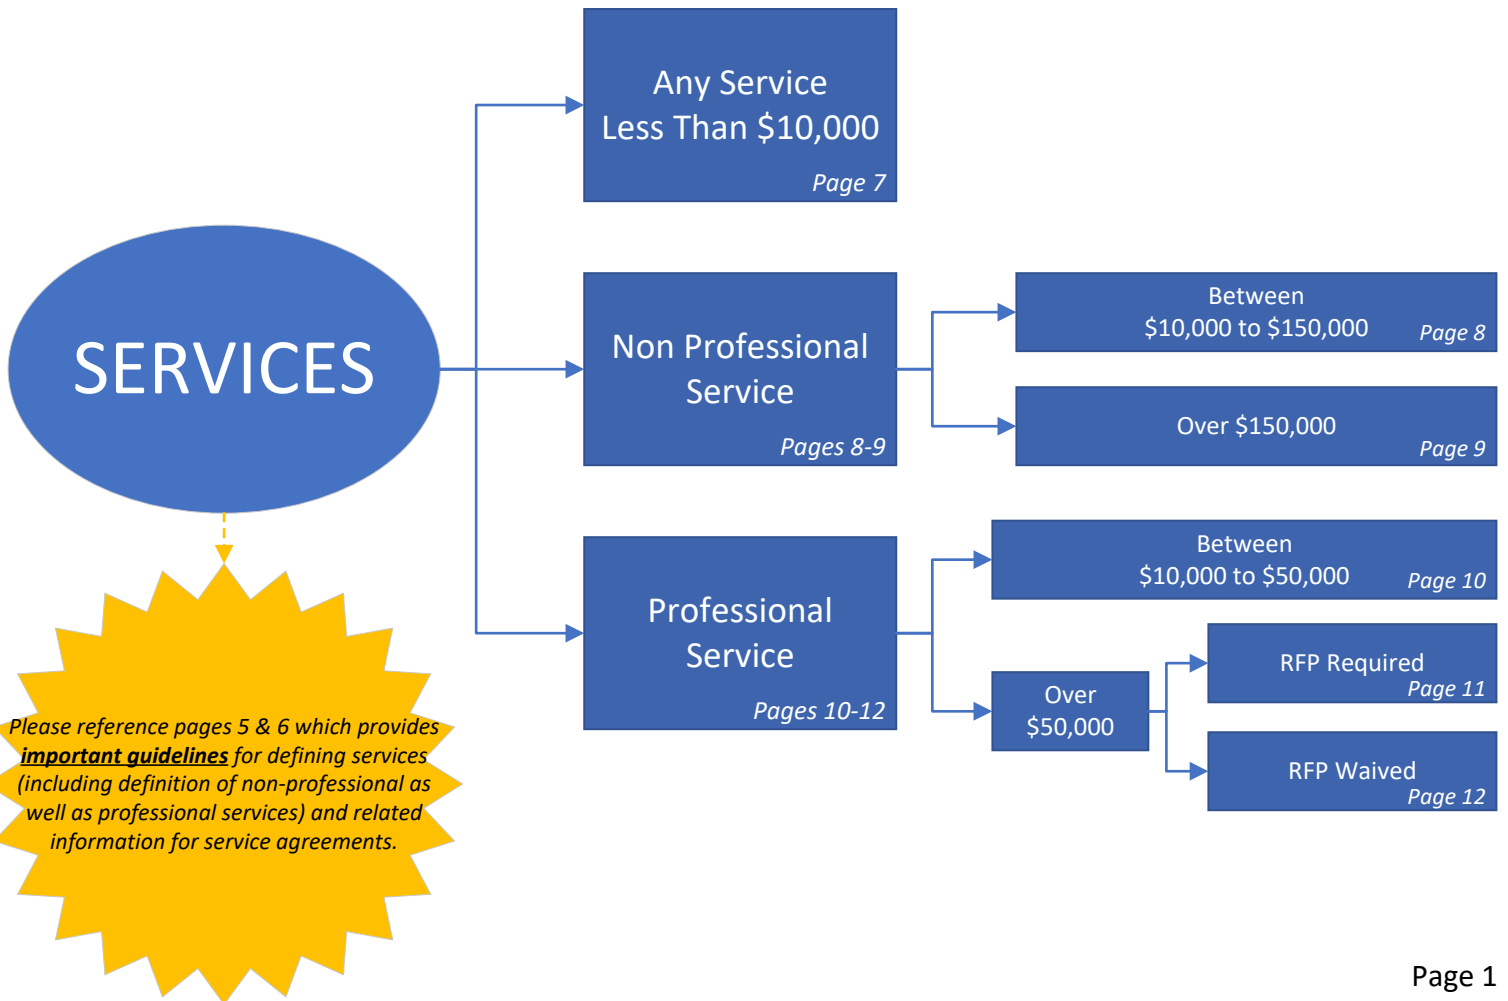 Any Service
Less Than $10,000
Page 7
SERVICES
Non Professional
Service
Pages 8-9
Between
$10,000 to $150,000
Page 8
Over $150,000
Page 9
Professional
Service
Pages 10-12
Between
$10,000 to $50,000
Page 10
Over
$50,000
RFP Required
Page 11
RFP Waived
Page 12
Please reference pages 5 & 6 which provides
important guidelines for defining services
(including definition of non-professional as
well as professional services) and related
information for service agreements.
Page 1